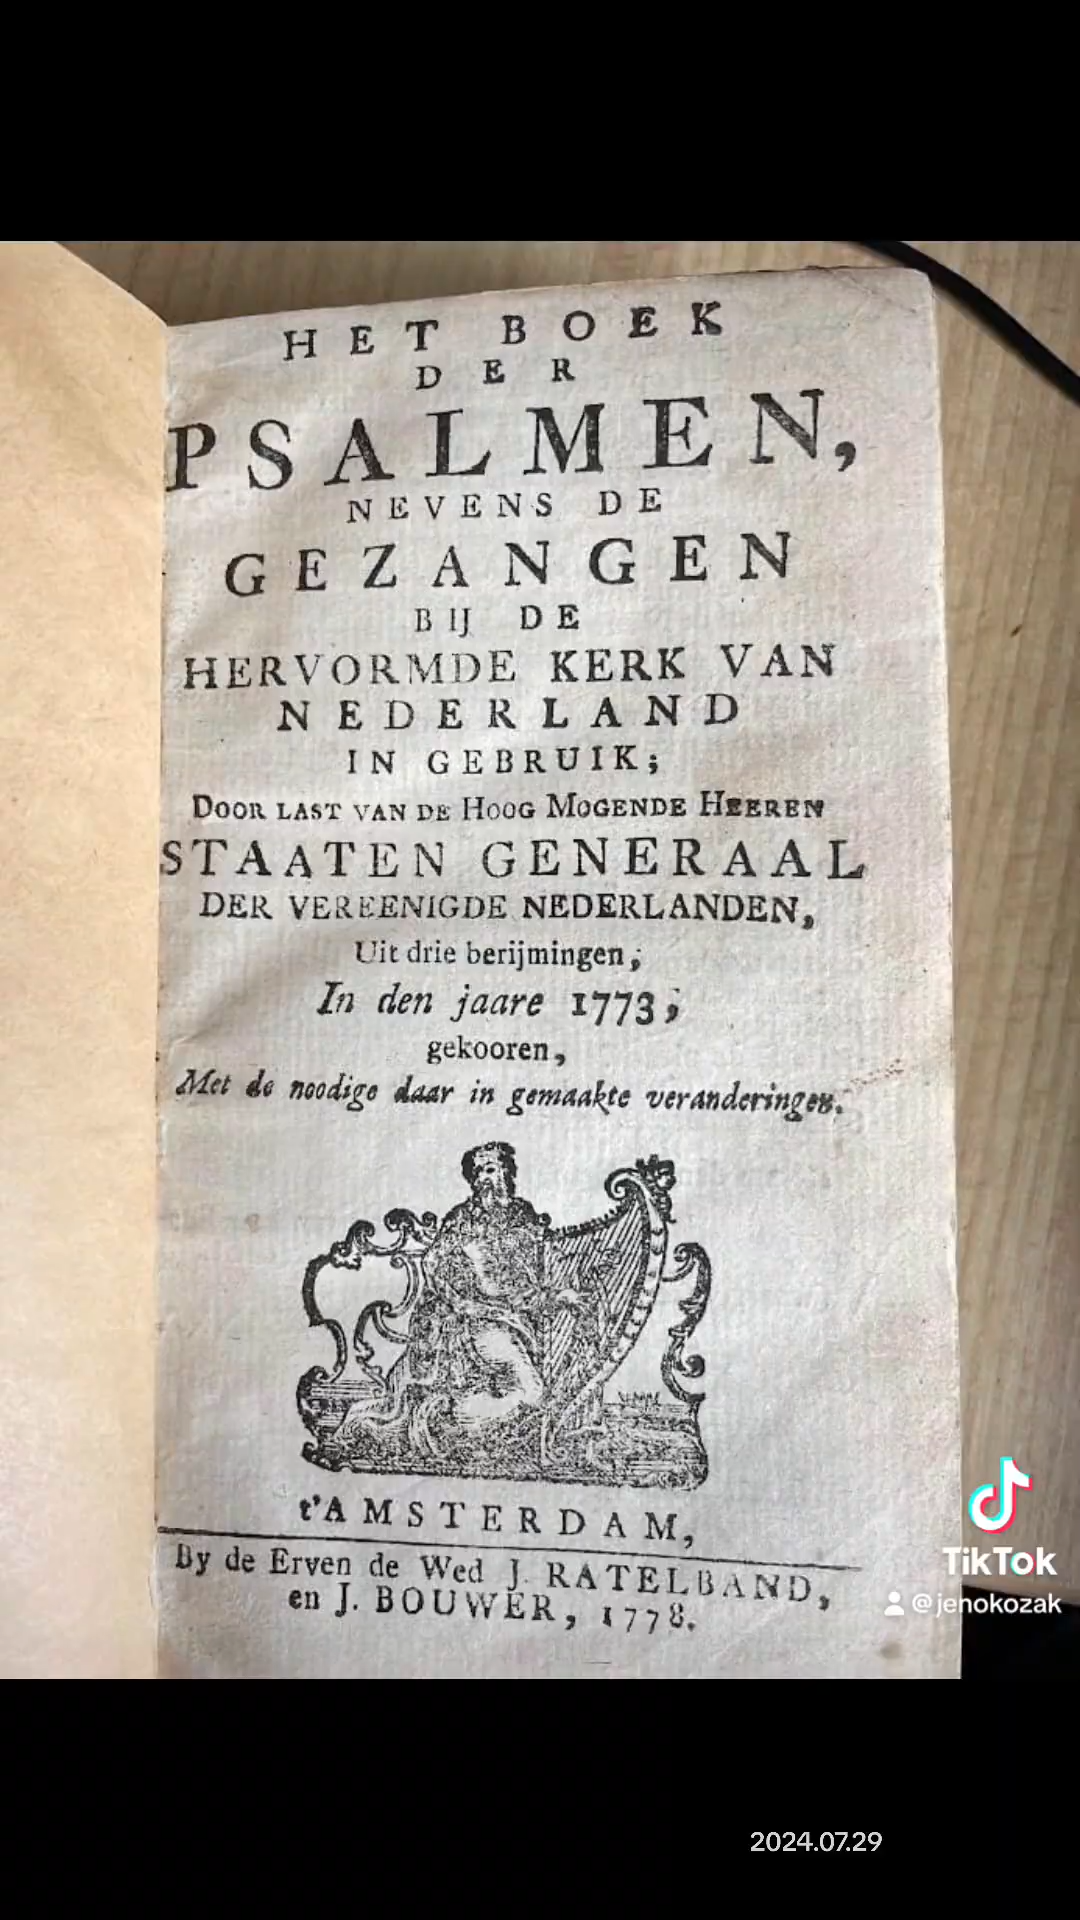 HET BOEK
DER
PSALMEN,
NEVENS DE
GEZANGEN
BIJ DE
HERVORMDE KERK VAN
NEDERLAND
IN GEBRUIK;
DOOR LAST VAN DE HOOG MOGENDE HEEREN
STAATEN GENERAAL
DER VEREENIGDE NEDERLANDEN,
Uit drie berijmingen,
In den jaare 1773;
gekooren,
Met de noodige daar in gemaakte veranderingen.
t'AMSTERDAM,
By de Erven de Wed J. RATELBAND,
en J. BOUWER, 1778.
TikTok
@jenokozak
2024.07.29